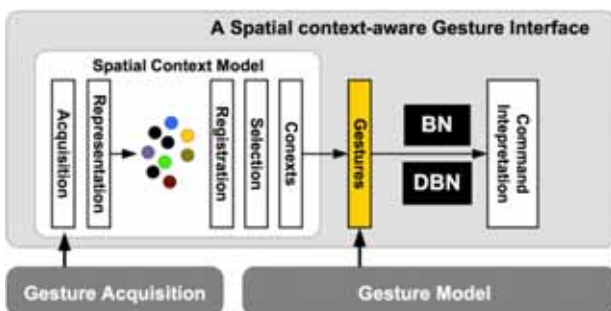 A Spatial context-aware Gesture Interface
Spatial Context Model
Acquisition
Representation
Registration
Selection
Conexts
Gestures
BN
DBN
Command
Intepretation
Gesture Acquisition
Gesture Model